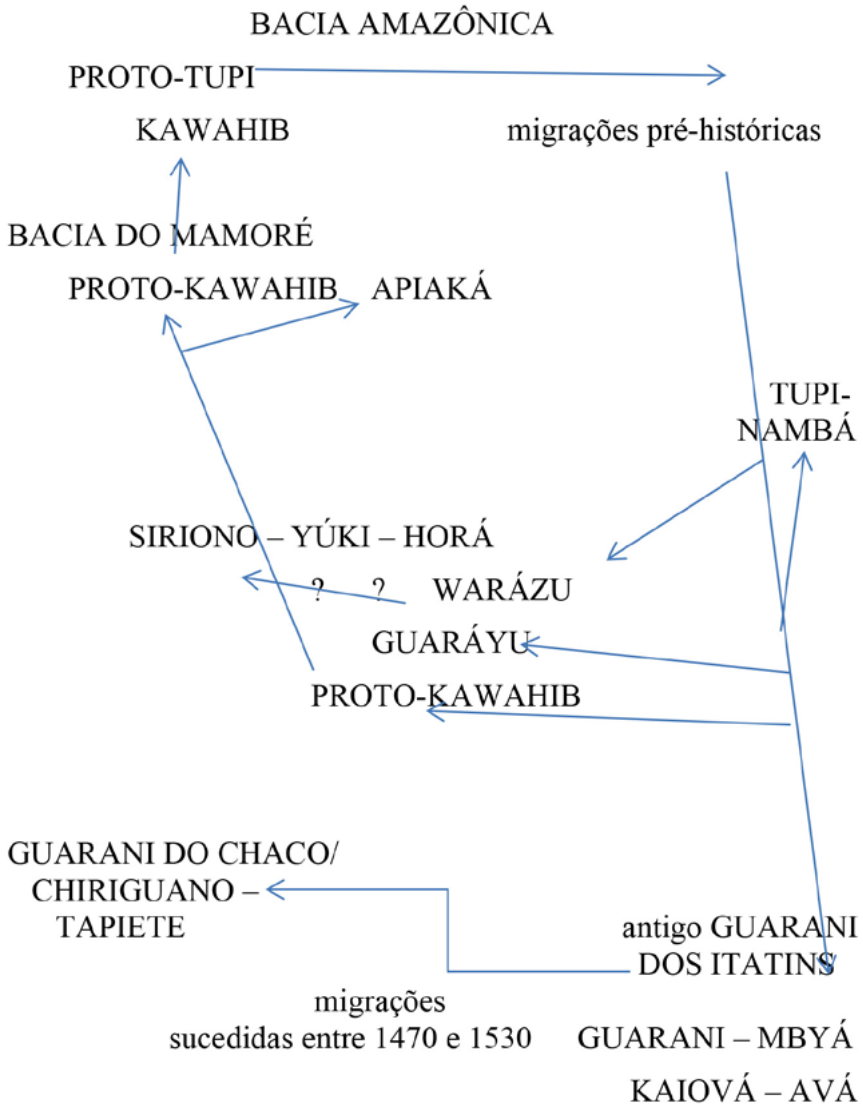 BACIA AMAZÔNICA
PROTO-TUPI
KAWAHIB
migrações pré-históricas
BACIA DO MAMORÉ
PROTO-KAWAHIB
APIAKÁ
TUPI-
NAMBÁ
SIRIONO – YÚKI – HORÁ
? ? WARÁZU
GUARÁYU
PROTO-KAWAHIB
GUARANI DO CHACO/
CHIRIGUANO –
TAPIETE
antigo GUARANI
DOS ITATINS
migrações
sucedidas entre 1470 e 1530
GUARANI – MBYÁ
KAIOVÁ – AVÁ